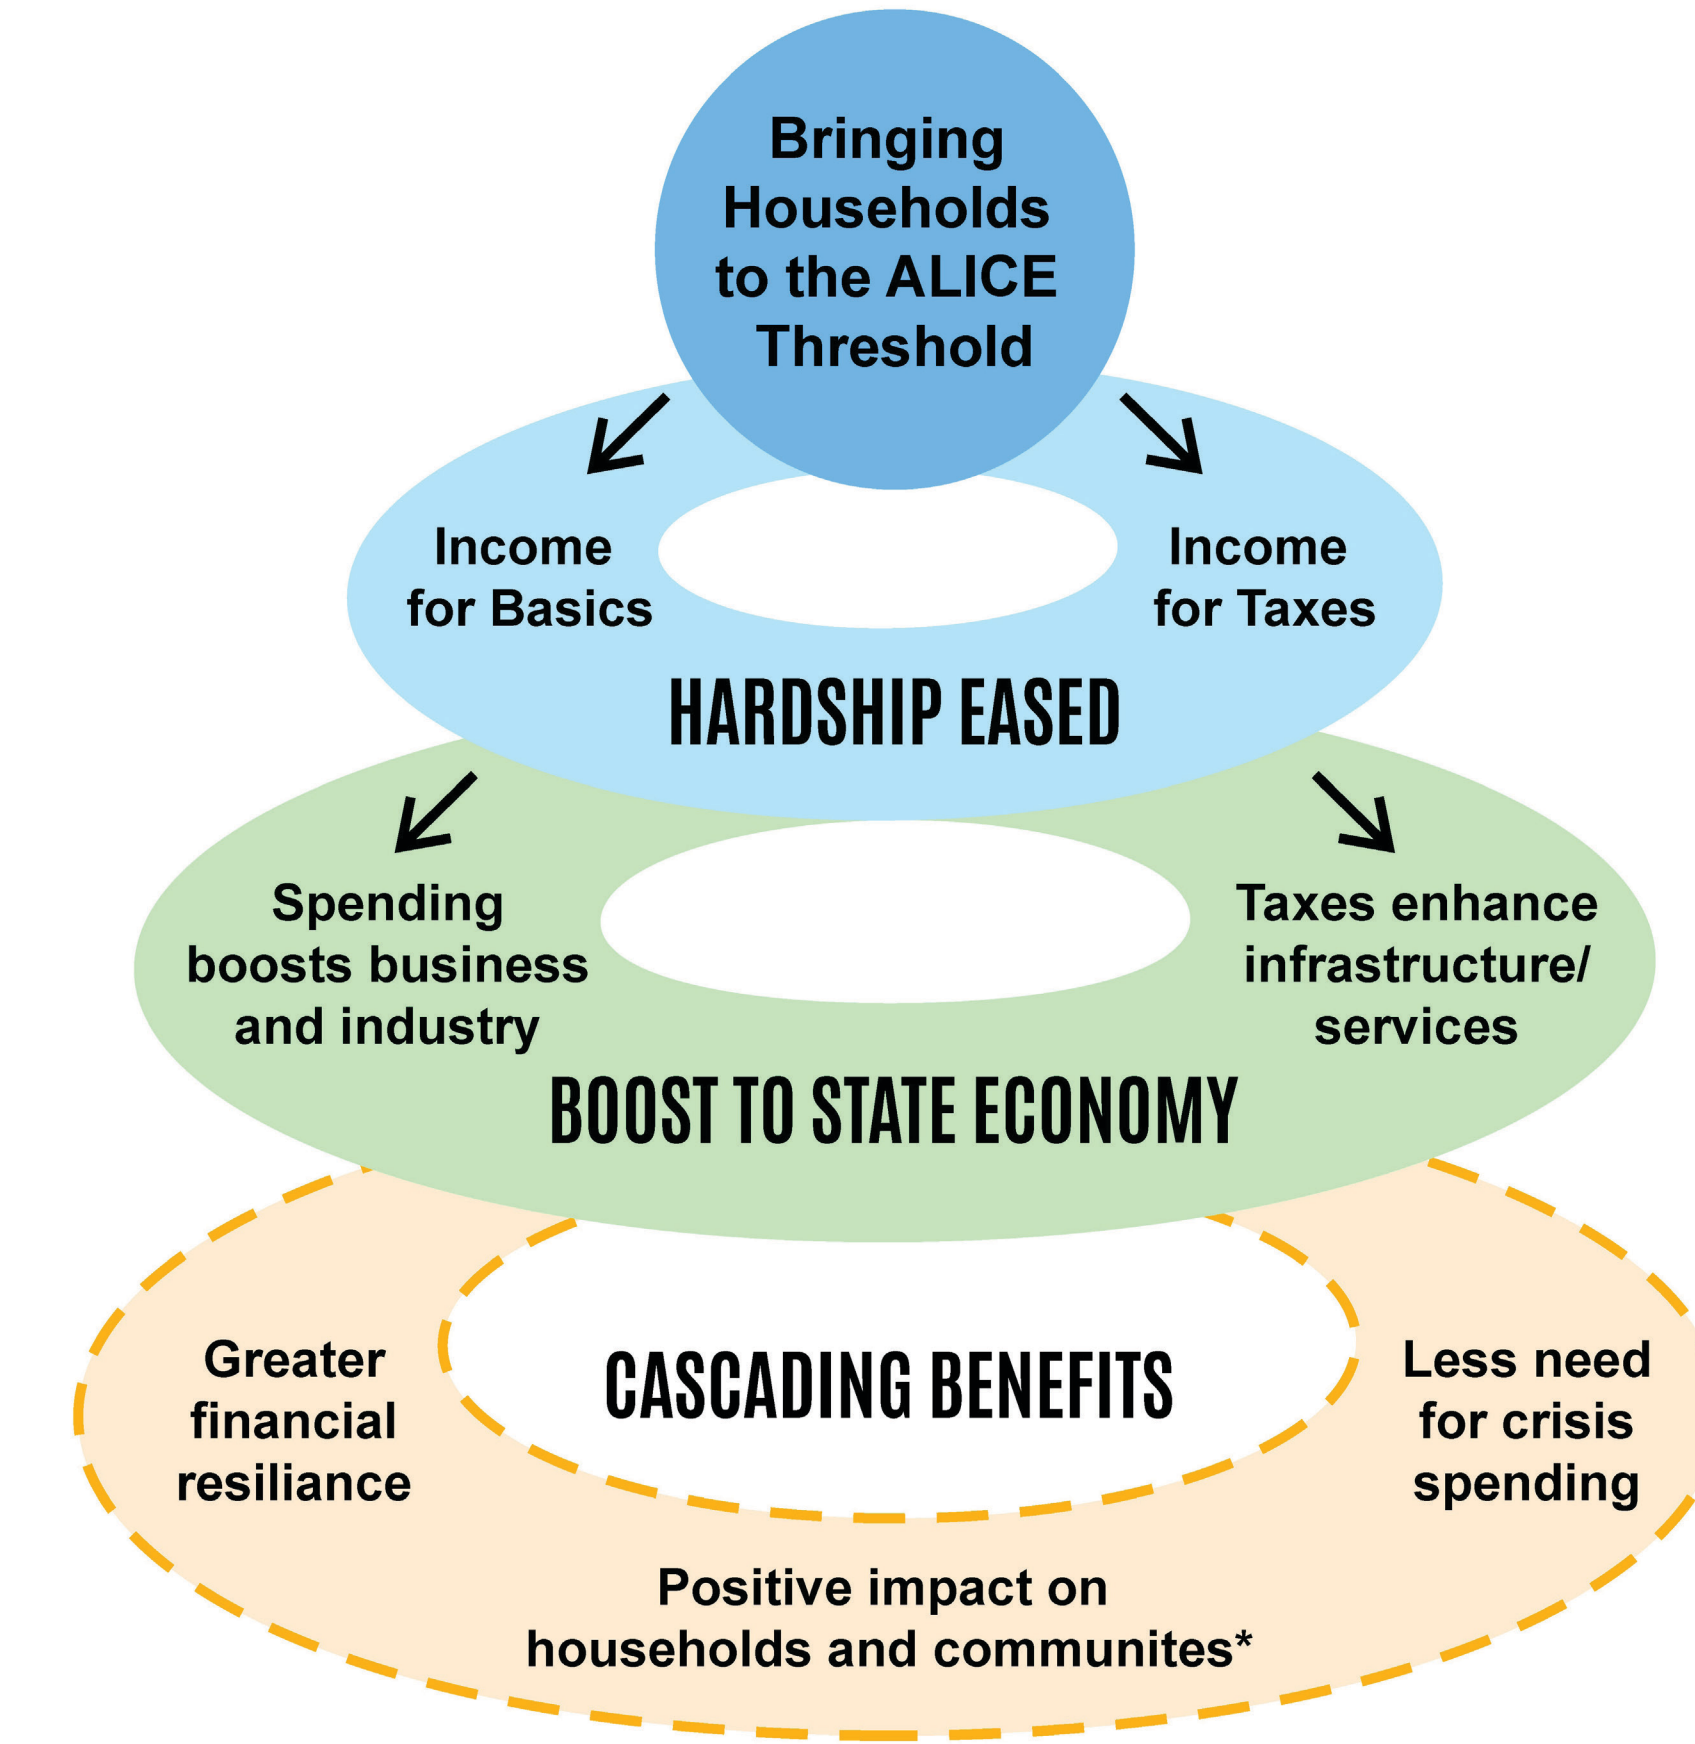 Bringing
Households
to the ALICE
Threshold
Income
for Basics
Income
for Taxes
HARDSHIP EASED
Spending
boosts business
and industry
Taxes enhance
infrastructure/
services
BOOST TO STATE ECONOMY
Greater
financial
resiliance
CASCADING BENEFITS
Less need
for crisis
spending
Positive impact on
households and communites*